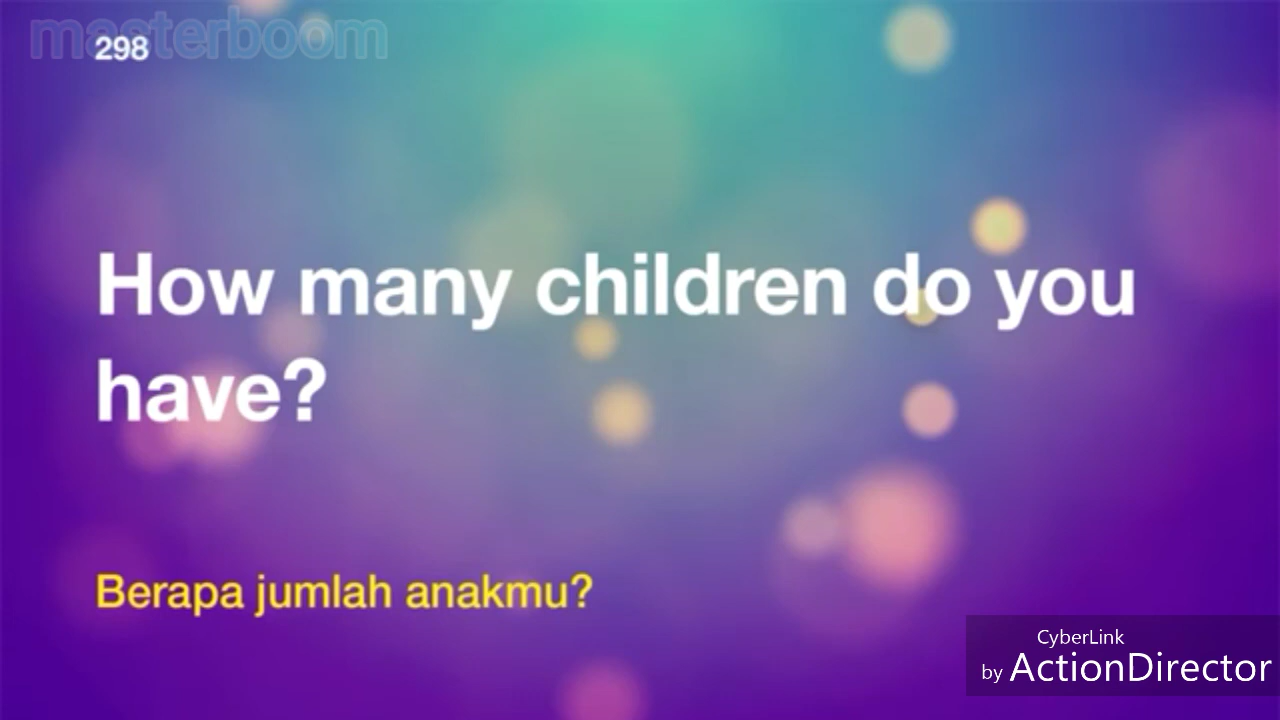 masterboom
298
How many children do you
have?
Berapa jumlah anakmu?
CyberLink
by ActionDirector